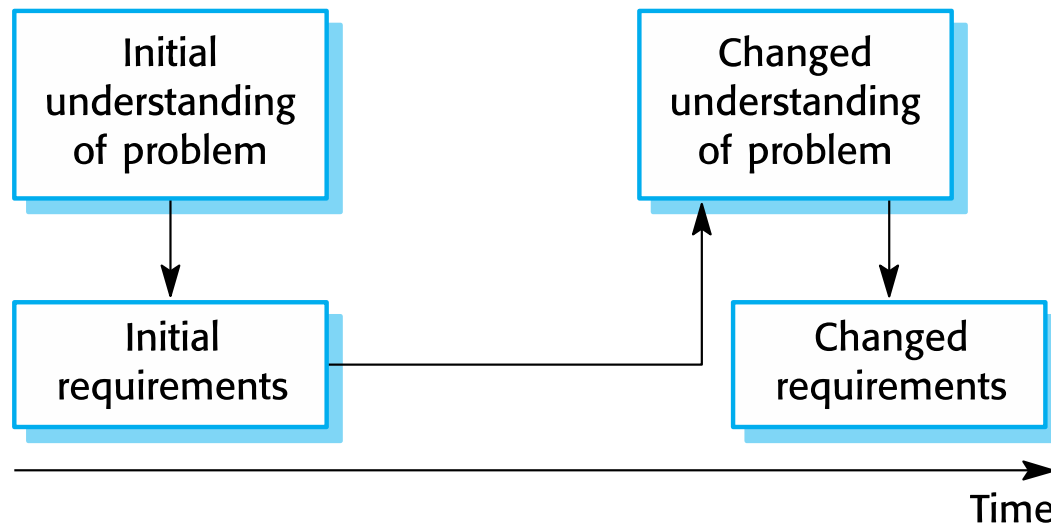 Initial
understanding
of problem
Changed
understanding
of problem
Initial
requirements
Changed
requirements
Time